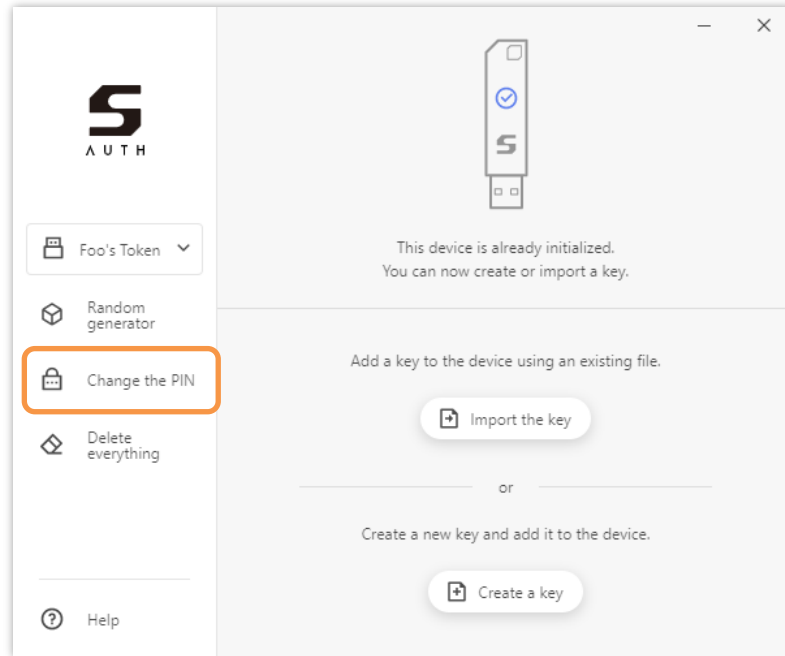 S
AUTH
Foo's Token
Random
generator
Change the PIN
Delete
everything
Help
S
This device is already initialized.
You can now create or import a key.
Add a key to the device using an existing file.
Import the key
or
Create a new key and add it to the device.
Create a key